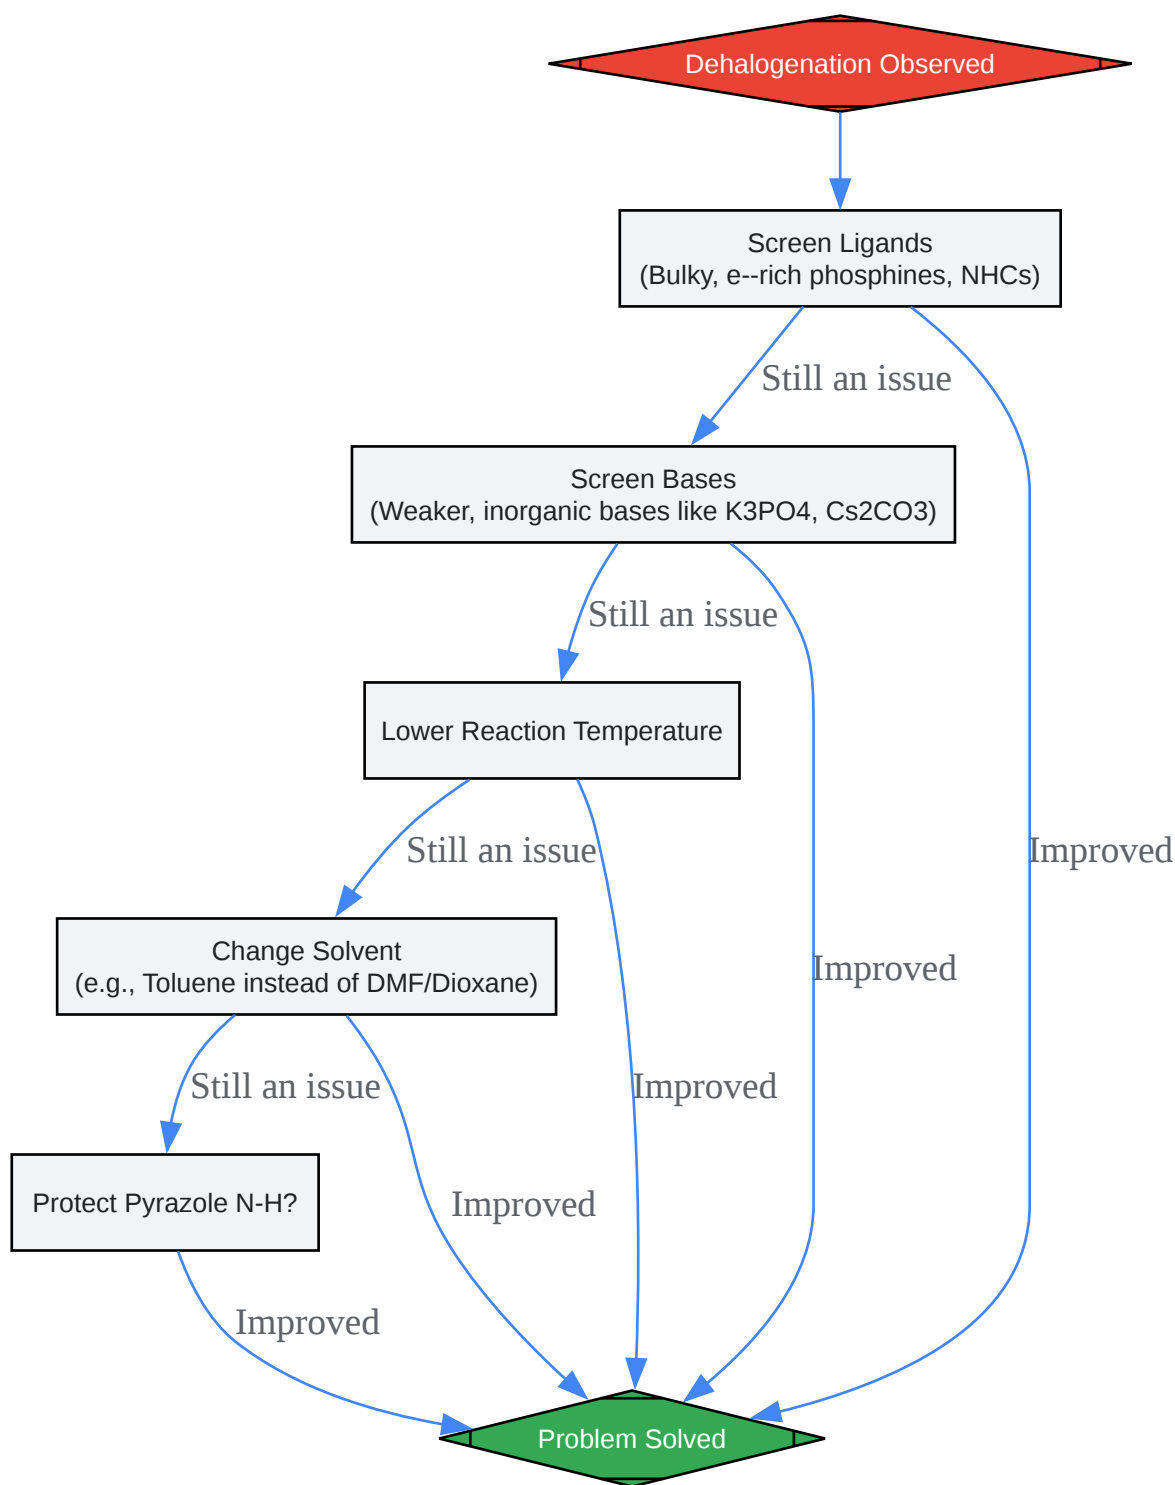 Dehalogenation Observed
Screen Ligands
(Bulky, e--rich phosphines, NHCs)
Still an issue
Screen Bases
(Weaker, inorganic bases like K3PO4, Cs2CO3)
Still an issue
Lower Reaction Temperature
Still an issue
Improved
Change Solvent
(e.g., Toluene instead of DMF/Dioxane)
Improved
Still an issue
Improved
Protect Pyrazole N-H?
Improved
Improved
Problem Solved